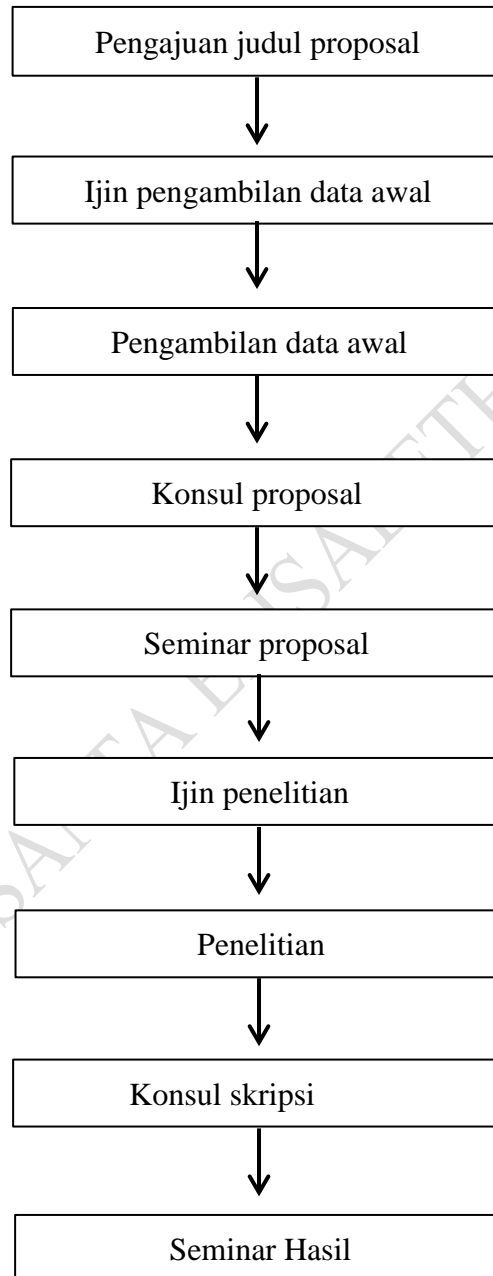 Pengajuan judul proposal
Ijin pengambilan data awal
Pengambilan data awal
Konsul proposal
Seminar proposal
Ijin penelitian
Penelitian
Konsul skripsi
Seminar Hasil